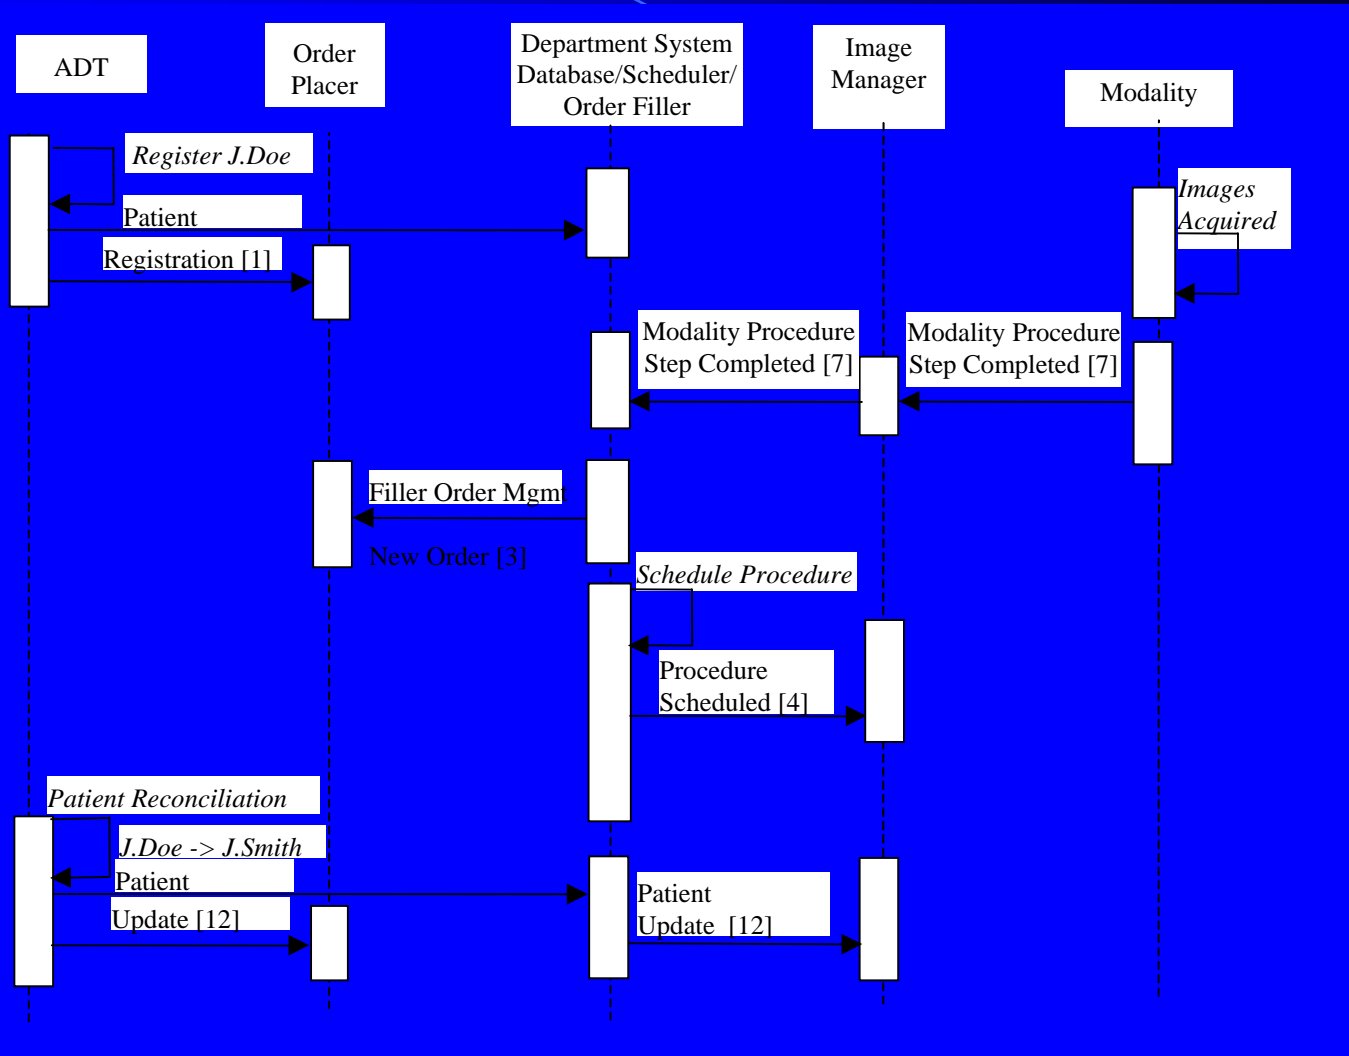 ADT
Order
Placer
Department System
Database/Scheduler/
Order Filler
Image
Manager
Modality
Register J.Doe
Images
Acquired
Patient
Registration [1]
Modality Procedure
Step Completed [7]
Modality Procedure
Step Completed [7]
Filler Order Mgmt
New Order [3]
Schedule Procedure
Procedure
Scheduled [4]
Patient Reconciliation
J.Doe -> J.Smith
Patient
Update [12]
Patient
Update [12]